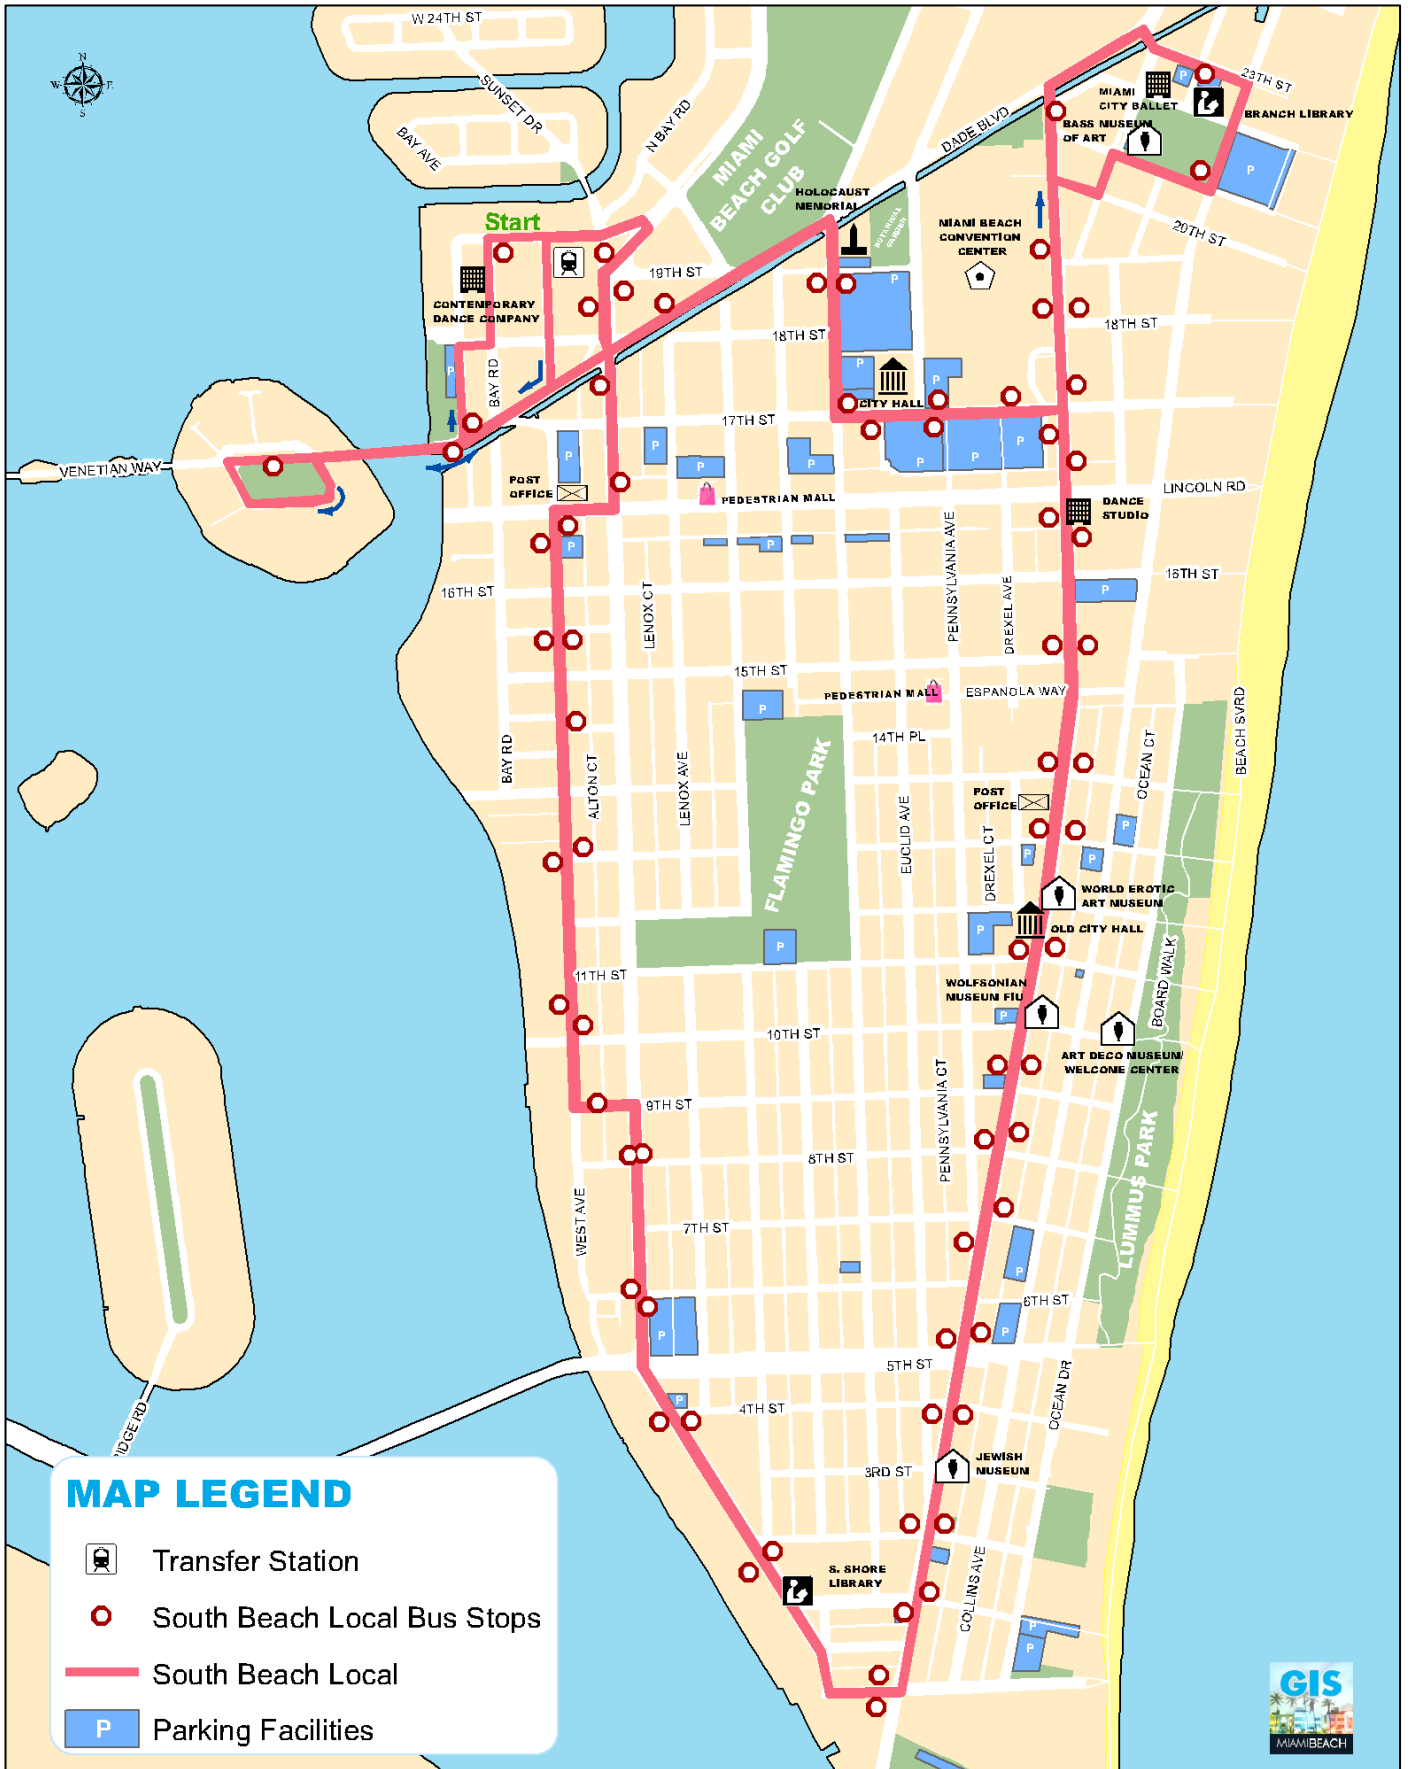 W 24TH ST
SUNSET DR
BAY AVE
N BAY RD
N
W
E
S
MIAMI
BEACH GOLF
CLUB
DADE BLVD
MIAMI
CITY BALLET
P
23TH ST
BRANCH LIBRARY
BASS MUSEUM
OF ART
P
HOLOCAUST
MEMORIAL
BOTANICAL
GARDEN
MIAMI BEACH
CONVENTION
CENTER
20TH ST
Start
19TH ST
P
CONTEMPORARY
DANCE COMPANY
18TH ST
18TH ST
P
BAY RD
P
P
CITY HALL
17TH ST
P
P
P
P
P
P
VENETIAN WAY
POST
OFFICE
PEDESTRIAN MALL
LINCOLN RD
DANCE
STUDIO
P
P
16TH ST
16TH ST
P
LENOX CT
PENNSYLVANIA AVE
DREXEL AVE
15TH ST
PEDESTRIAN MALL
ESPANOLA WAY
P
14TH PL
BEACH SVRD
OCEAN CT
BAY RD
ALTON CT
LENOX AVE
FLAMINGO PARK
EUCLID AVE
POST
OFFICE
DREXEL CT
P
P
P
WORLD EROTIC
ART MUSEUM
P
OLD CITY HALL
P
11TH ST
WOLFSONIAN
MUSEUM FIU
P
BOARD WALK
10TH ST
ART DECO MUSEUM/
WELCOME CENTER
PENNSYLVANIA CT
9TH ST
8TH ST
LUMMUS PARK
WEST AVE
7TH ST
P
6TH ST
P
P
5TH ST
P
4TH ST
OCEAN DR
3RD ST
JEWISH
MUSEUM
S. SHORE
LIBRARY
COLLINS AVE
P
P
IDGE RD
MAP LEGEND
Transfer Station
South Beach Local Bus Stops
South Beach Local
P
Parking Facilities
GIS
MIAMIBEACH